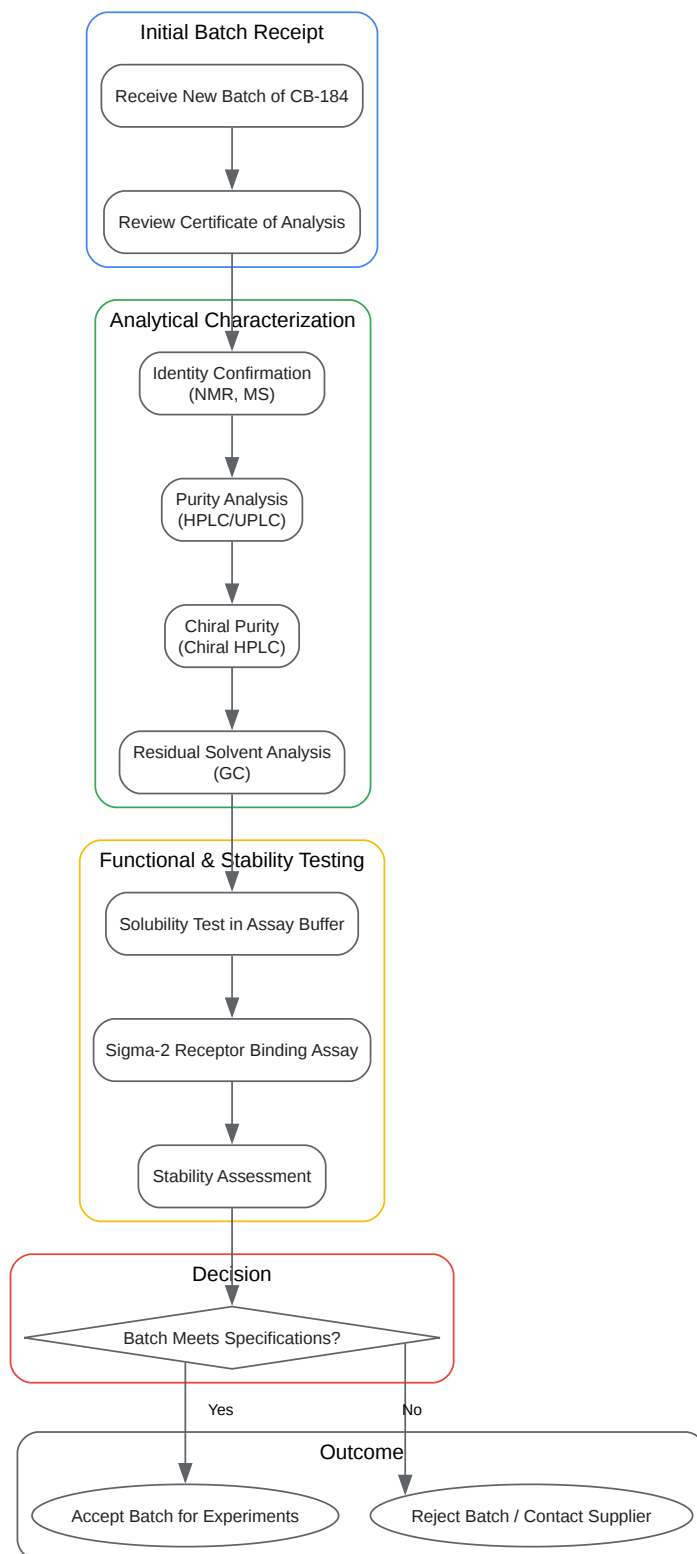 Initial Batch Receipt
Receive New Batch of CB-184
Review Certificate of Analysis
Analytical Characterization
Identity Confirmation
(NMR, MS)
Purity Analysis
(HPLC/UPLC)
Chiral Purity
(Chiral HPLC)
Residual Solvent Analysis
(GC)
Functional & Stability Testing
Solubility Test in Assay Buffer
Sigma-2 Receptor Binding Assay
Stability Assessment
Decision
Batch Meets Specifications?
Yes
No
Outcome
Accept Batch for Experiments
Reject Batch / Contact Supplier